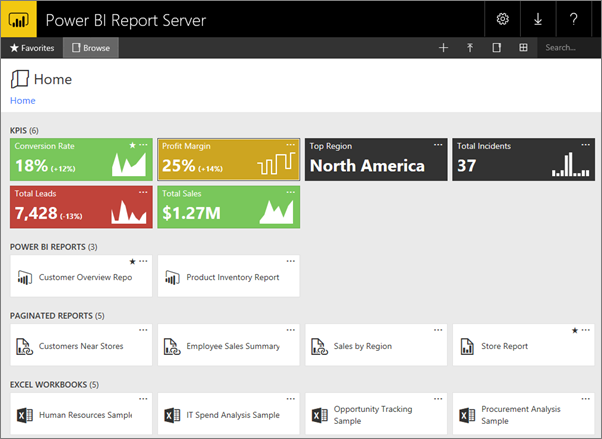 Power BI Report Server
?
★ Favorites
Browse
Search...
Home
Home
KPIS (6)
Conversion Rate
18% (+12%)
Profit Margin
25% (+14%)
Top Region
North America
Total Incidents
37
Total Leads
7,428 (-13%)
Total Sales
$1.27M
POWER BI REPORTS (3)
Customer Overview Repo
Product Inventory Report
PAGINATED REPORTS (5)
Customers Near Stores
Employee Sales Summary
Sales by Region
Store Report
EXCEL WORKBOOKS (5)
Human Resources Sample
IT Spend Analysis Sample
Opportunity Tracking
Sample
Procurement Analysis
Sample